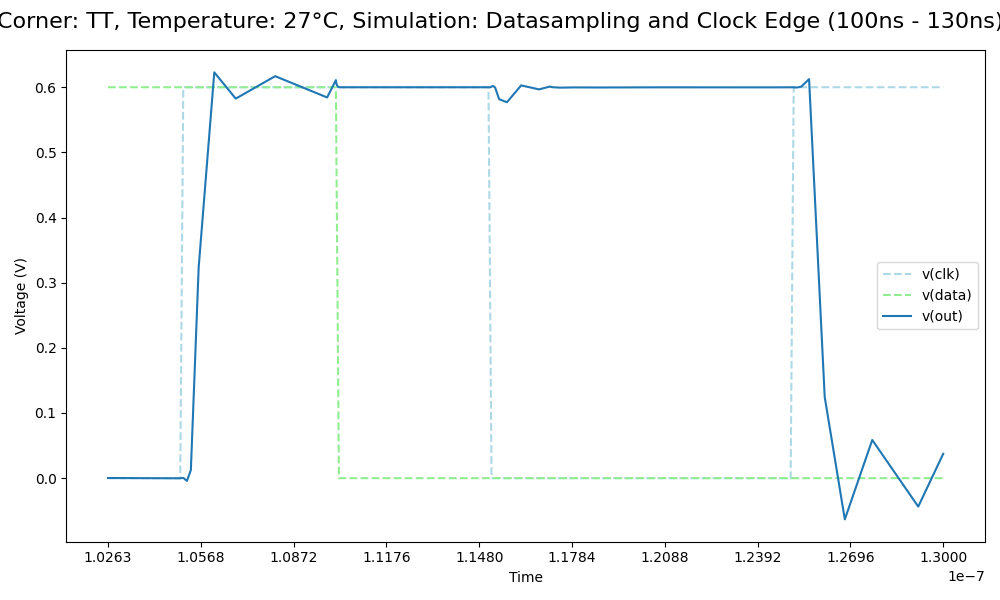 Corner: TT, Temperature: 27°C, Simulation: Datasampling and Clock Edge (100ns - 130ns)
0.6
0.5
0.4
0.3
0.2
0.1
0.0
Voltage (V)
v(clk)
v(data)
v(out)
1.0263 1.0568 1.0872 1.1176 1.1480 1.1784 1.2088 1.2392 1.2696 1.3000
1e−7
Time